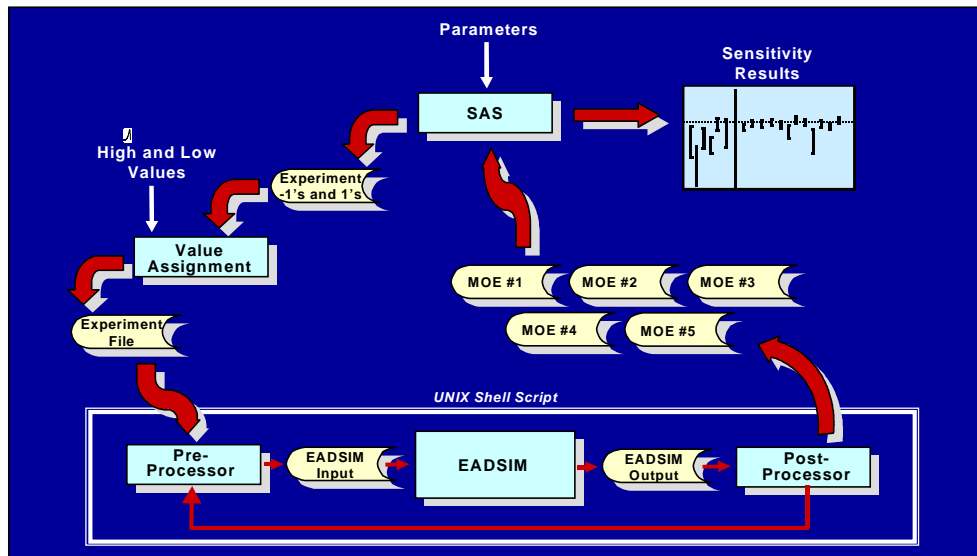 Parameters
Sensitivity
Results
SAS
High and Low
Values
Experiment
-1's and 1's
Value
Assignment
MOE #1
MOE #2
MOE #3
Experiment
File
MOE #4
MOE #5
UNIX Shell Script
Pre-
Processor
EADSIM
Input
EADSIM
EADSIM
Output
Post-
Processor